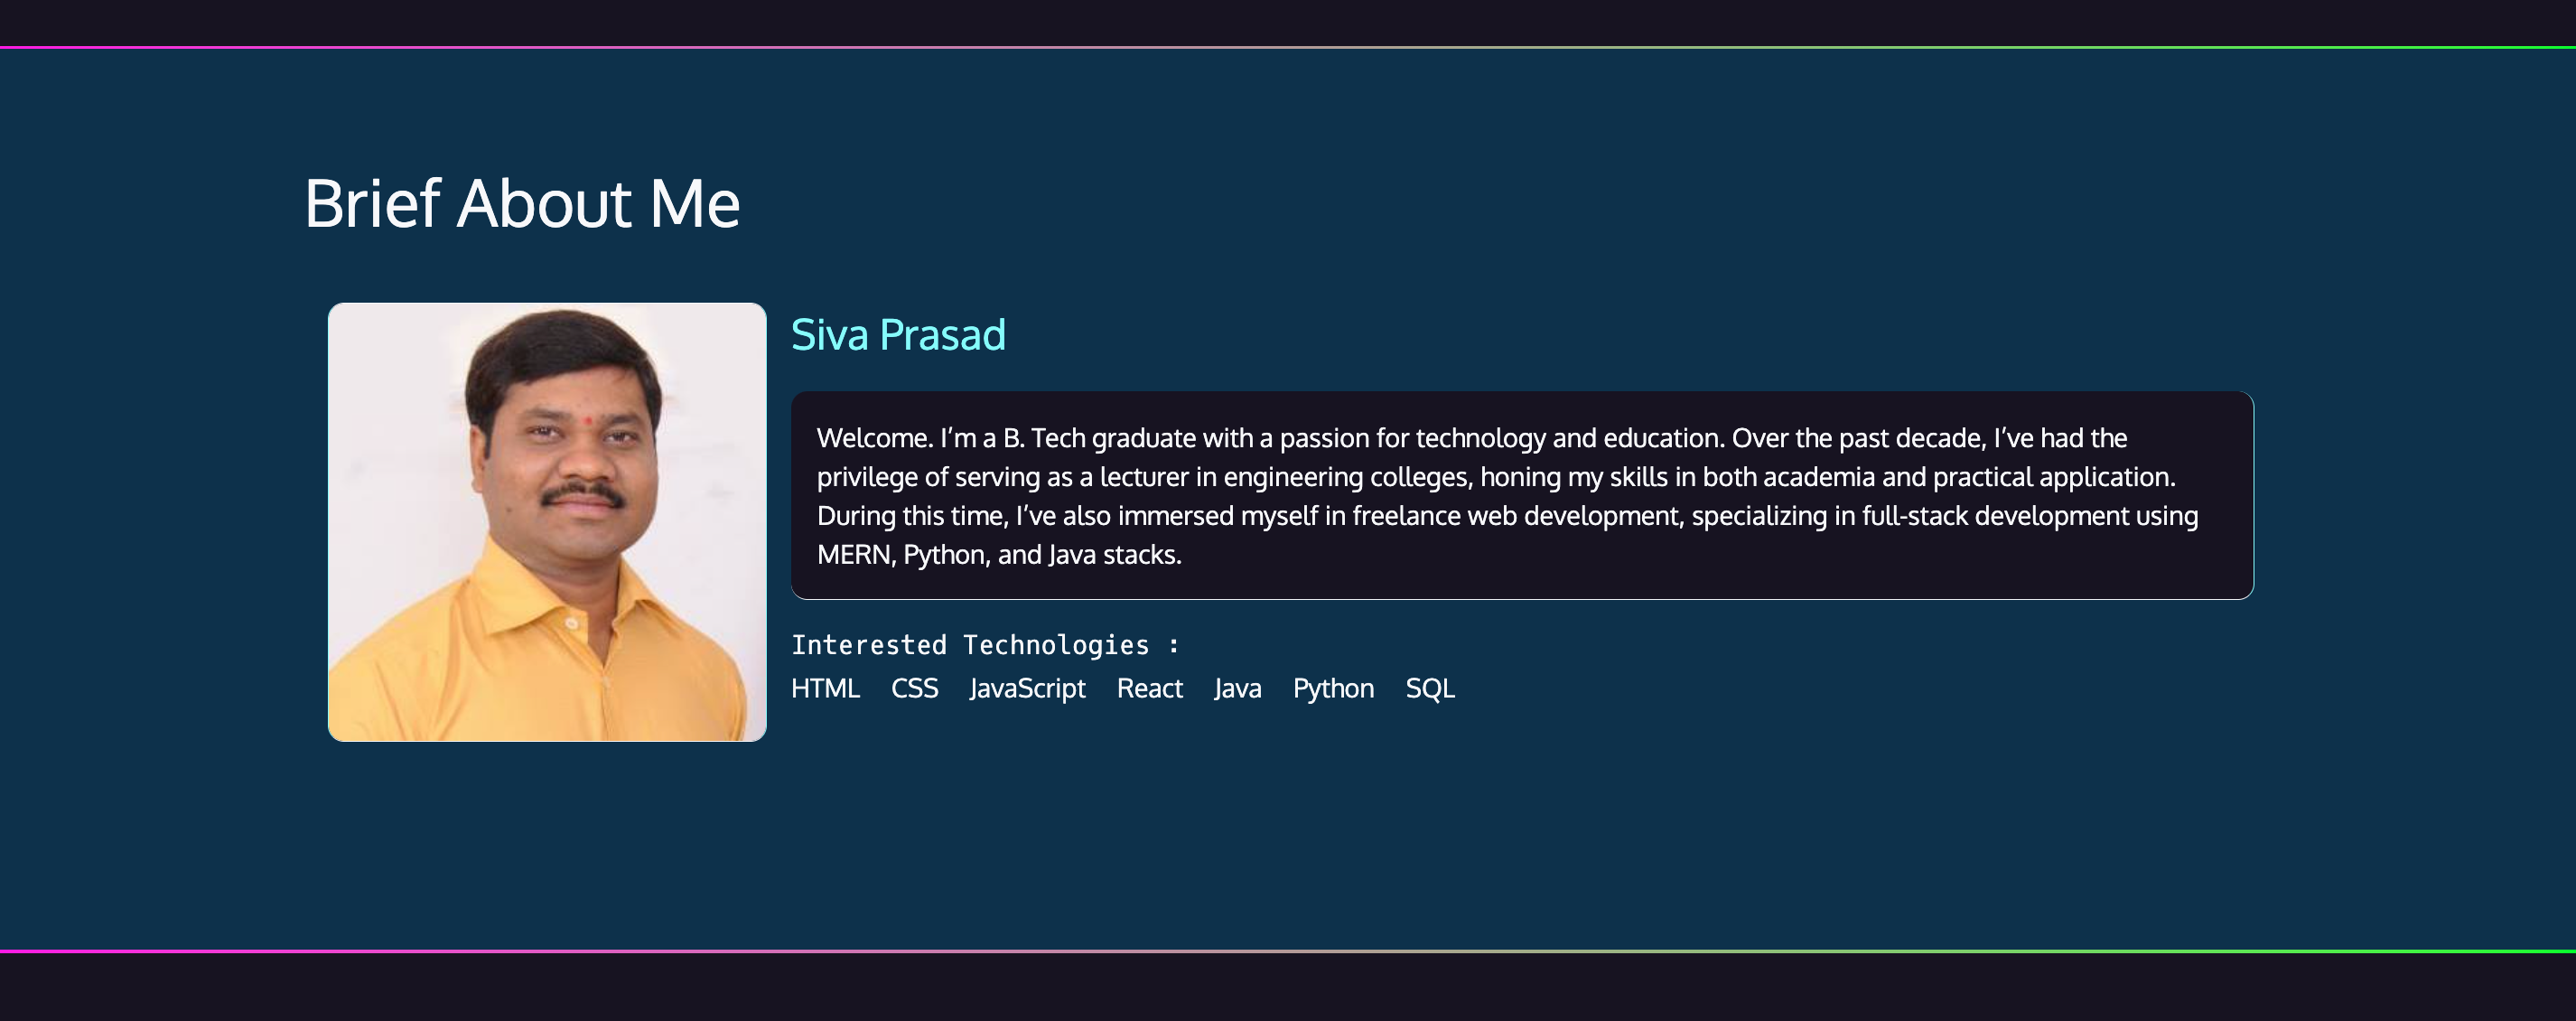 Brief About Me
Siva Prasad
Welcome. I’m a B. Tech graduate with a passion for technology and education. Over the past decade, I’ve had the
privilege of serving as a lecturer in engineering colleges, honing my skills in both academia and practical application.
During this time, I’ve also immersed myself in freelance web development, specializing in full-stack development using
MERN, Python, and Java stacks.
Interested Technologies :
HTML CSS JavaScript React Java Python SQL